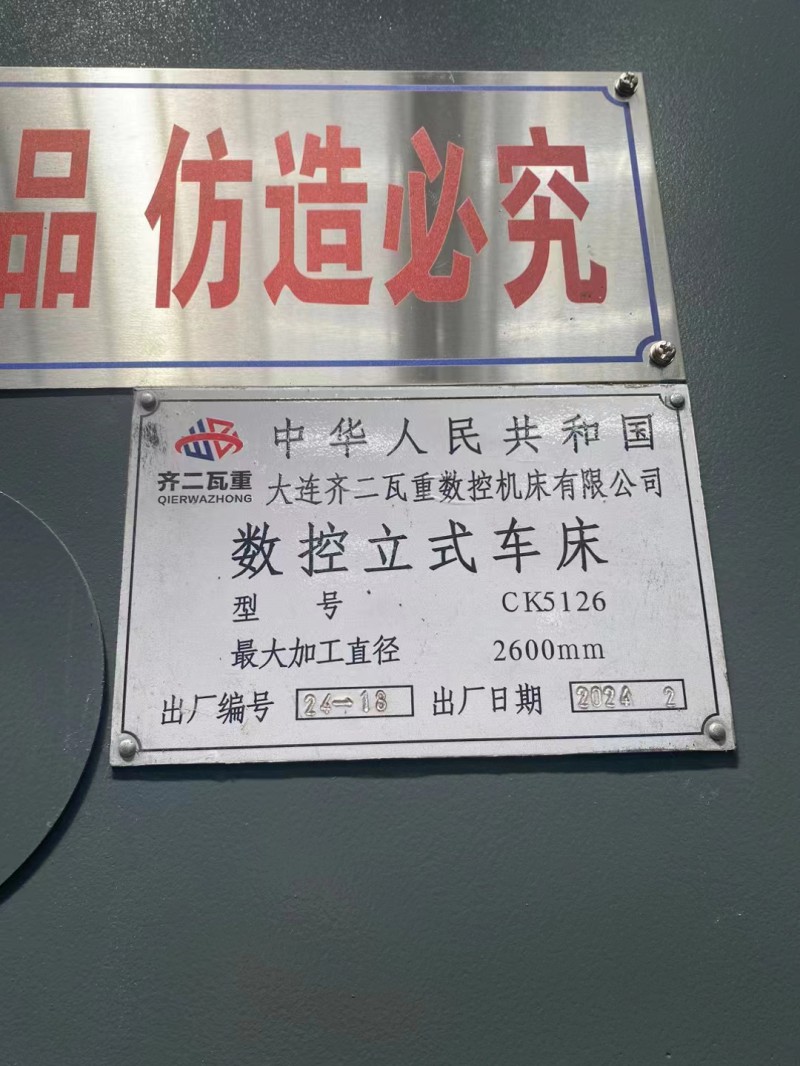 品 仿造必究
中华人民共和国
齐二瓦重
QIERWAZHONG
大连齐二瓦重数控机床有限公司
数控立式车床
型 号 CK5126
最大加工直径 2600mm
出厂编号 24-18 出厂日期 2024 2